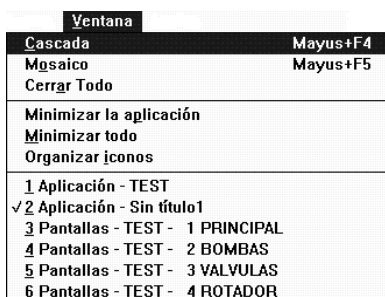 Ventana
Cascada Mayus+F4
Mosaico Mayus+F5
Cerrar Todo
Minimizar la aplicación
Minimizar todo
Organizar iconos
1 Aplicación - TEST
√ 2 Aplicación - Sin título1
3 Pantallas - TEST - 1 PRINCIPAL
4 Pantallas - TEST - 2 BOMBAS
5 Pantallas - TEST - 3 VALVULAS
6 Pantallas - TEST - 4 ROTADOR